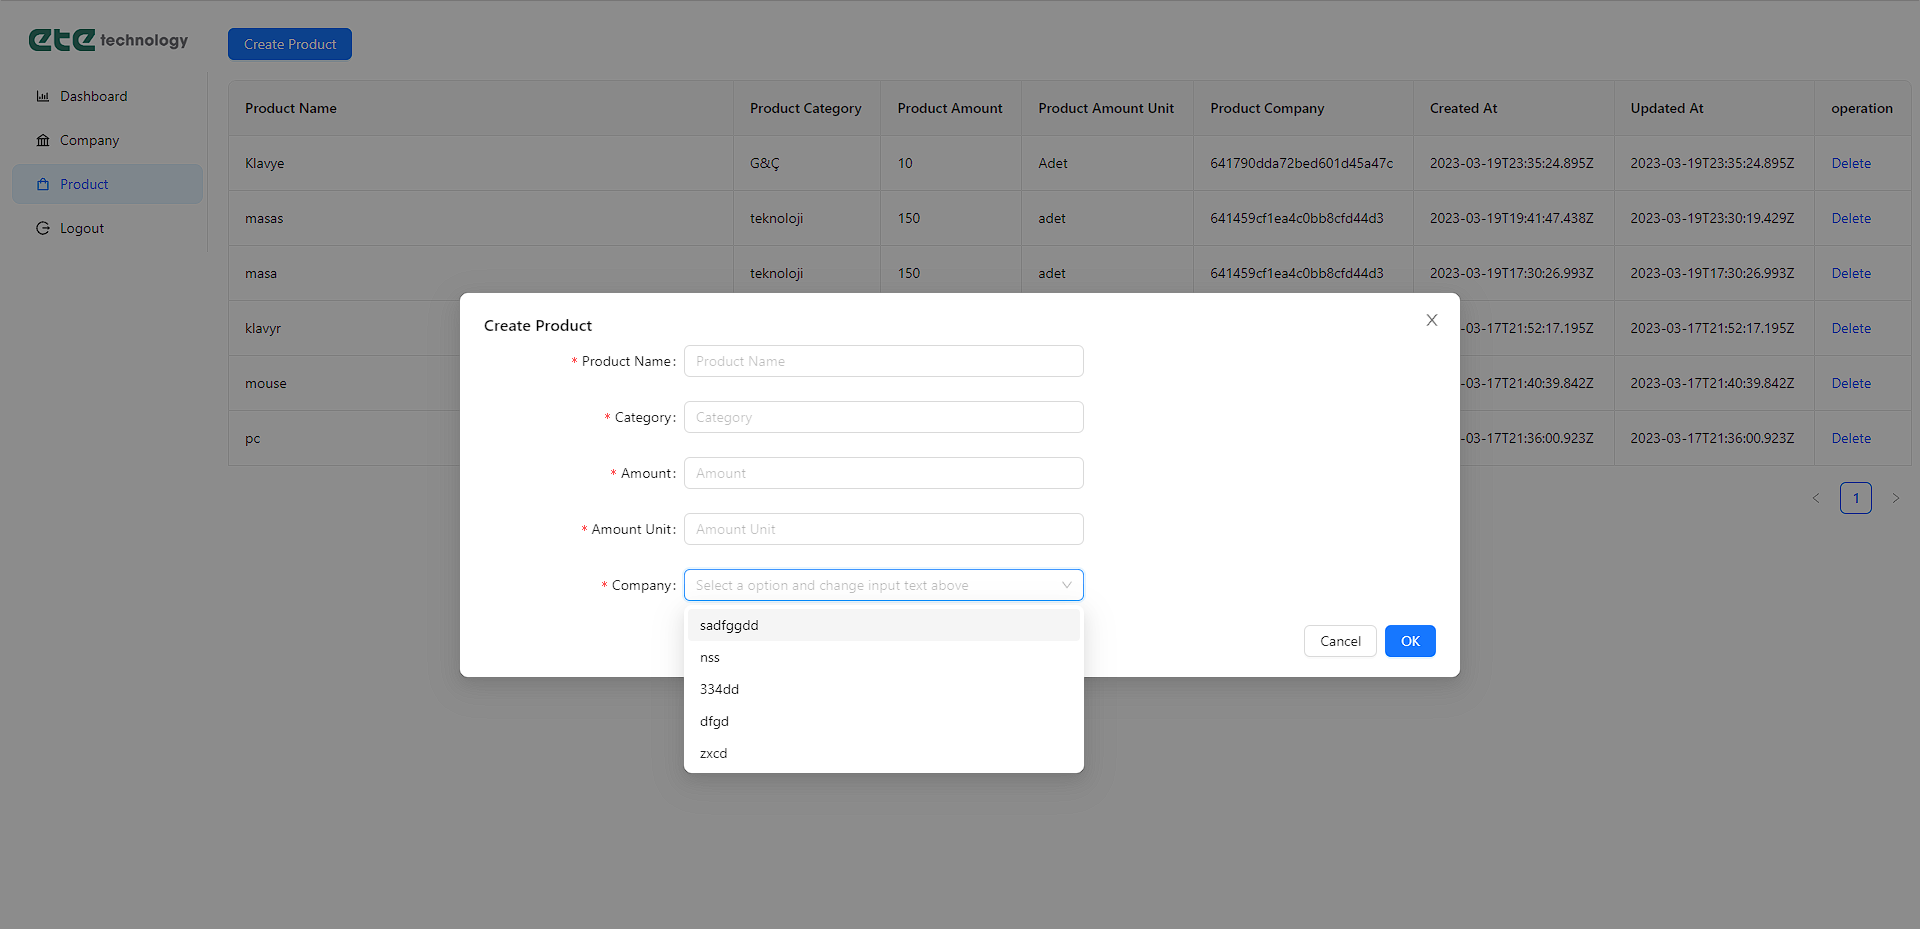 ete technology
Create Product
Dashboard
Company
Product
Logout
Product Name Product Category Product Amount Product Amount Unit Product Company Created At Updated At operation
Klavye G&Ç 10 Adet 641790dda72bed601d45a47c 2023-03-19T23:35:24.895Z 2023-03-19T23:35:24.895Z Delete
masas teknoloji 150 adet 641459cf1ea4c0bb8cfd44d3 2023-03-19T19:41:47.438Z 2023-03-19T23:30:19.429Z Delete
masa teknoloji 150 adet 641459cf1ea4c0bb8cfd44d3 2023-03-19T17:30:26.993Z 2023-03-19T17:30:26.993Z Delete
klavyr -03-17T21:52:17.195Z 2023-03-17T21:52:17.195Z Delete
mouse -03-17T21:40:39.842Z 2023-03-17T21:40:39.842Z Delete
pc -03-17T21:36:00.923Z 2023-03-17T21:36:00.923Z Delete
< 1 >
Create Product
* Product Name: Product Name
* Category: Category
* Amount: Amount
* Amount Unit: Amount Unit
* Company: Select a option and change input text above
sadfggdd
nss
334dd
dfgd
zxcd
Cancel OK